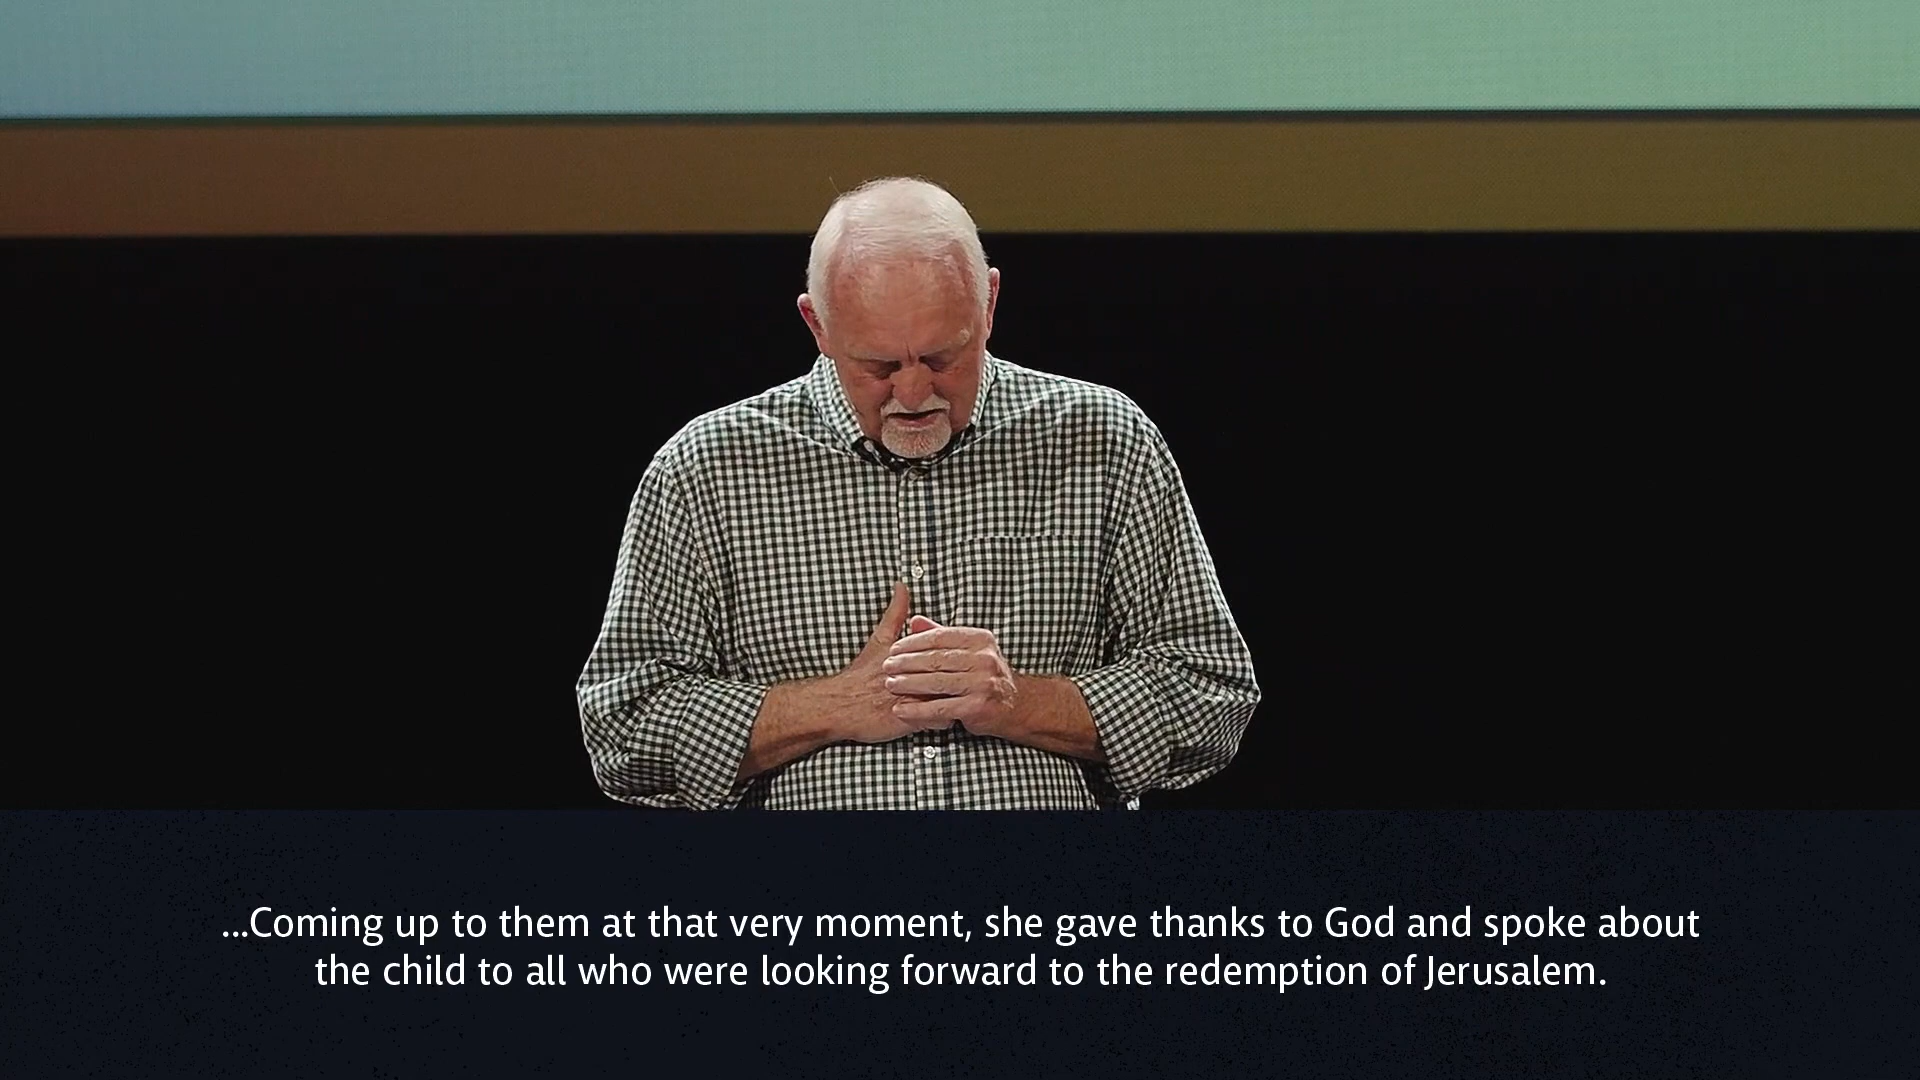 ...Coming up to them at that very moment, she gave thanks to God and spoke about
the child to all who were looking forward to the redemption of Jerusalem.